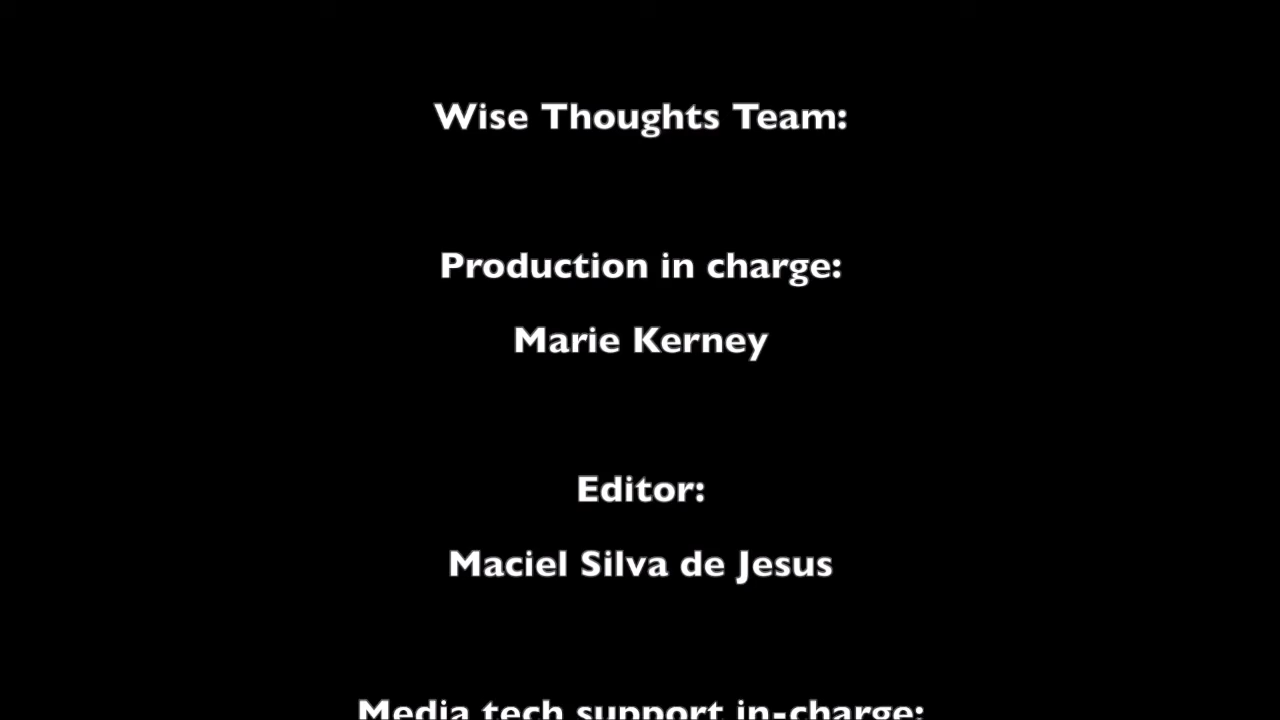 Wise Thoughts Team:
Production in charge:
Marie Kerney
Editor:
Maciel Silva de Jesus
Media tech support in-charge: